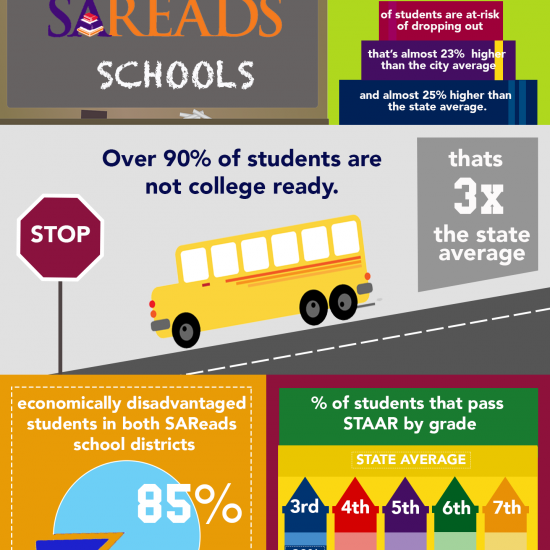 SAREADS
SCHOOLS
of students are at-risk
of dropping out
that's almost 23% higher
than the city average
and almost 25% higher than
the state average.
Over 90% of students are
not college ready.
thats
3x
the state
average
STOP
economically disadvantaged
students in both SAReads
school districts
85%
% of students that pass
STAAR by grade
STATE AVERAGE
3rd 4th 5th 6th 7th